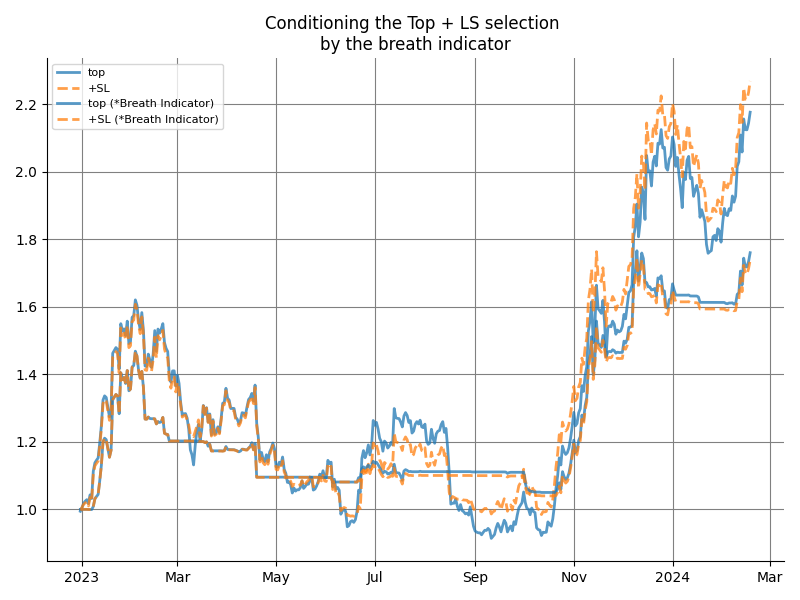 Conditioning the Top + LS selection
by the breath indicator
top
+SL
top (*Breath Indicator)
+SL (*Breath Indicator)
2.2
2.0
1.8
1.6
1.4
1.2
1.0
2023 Mar May Jul Sep Nov 2024 Mar